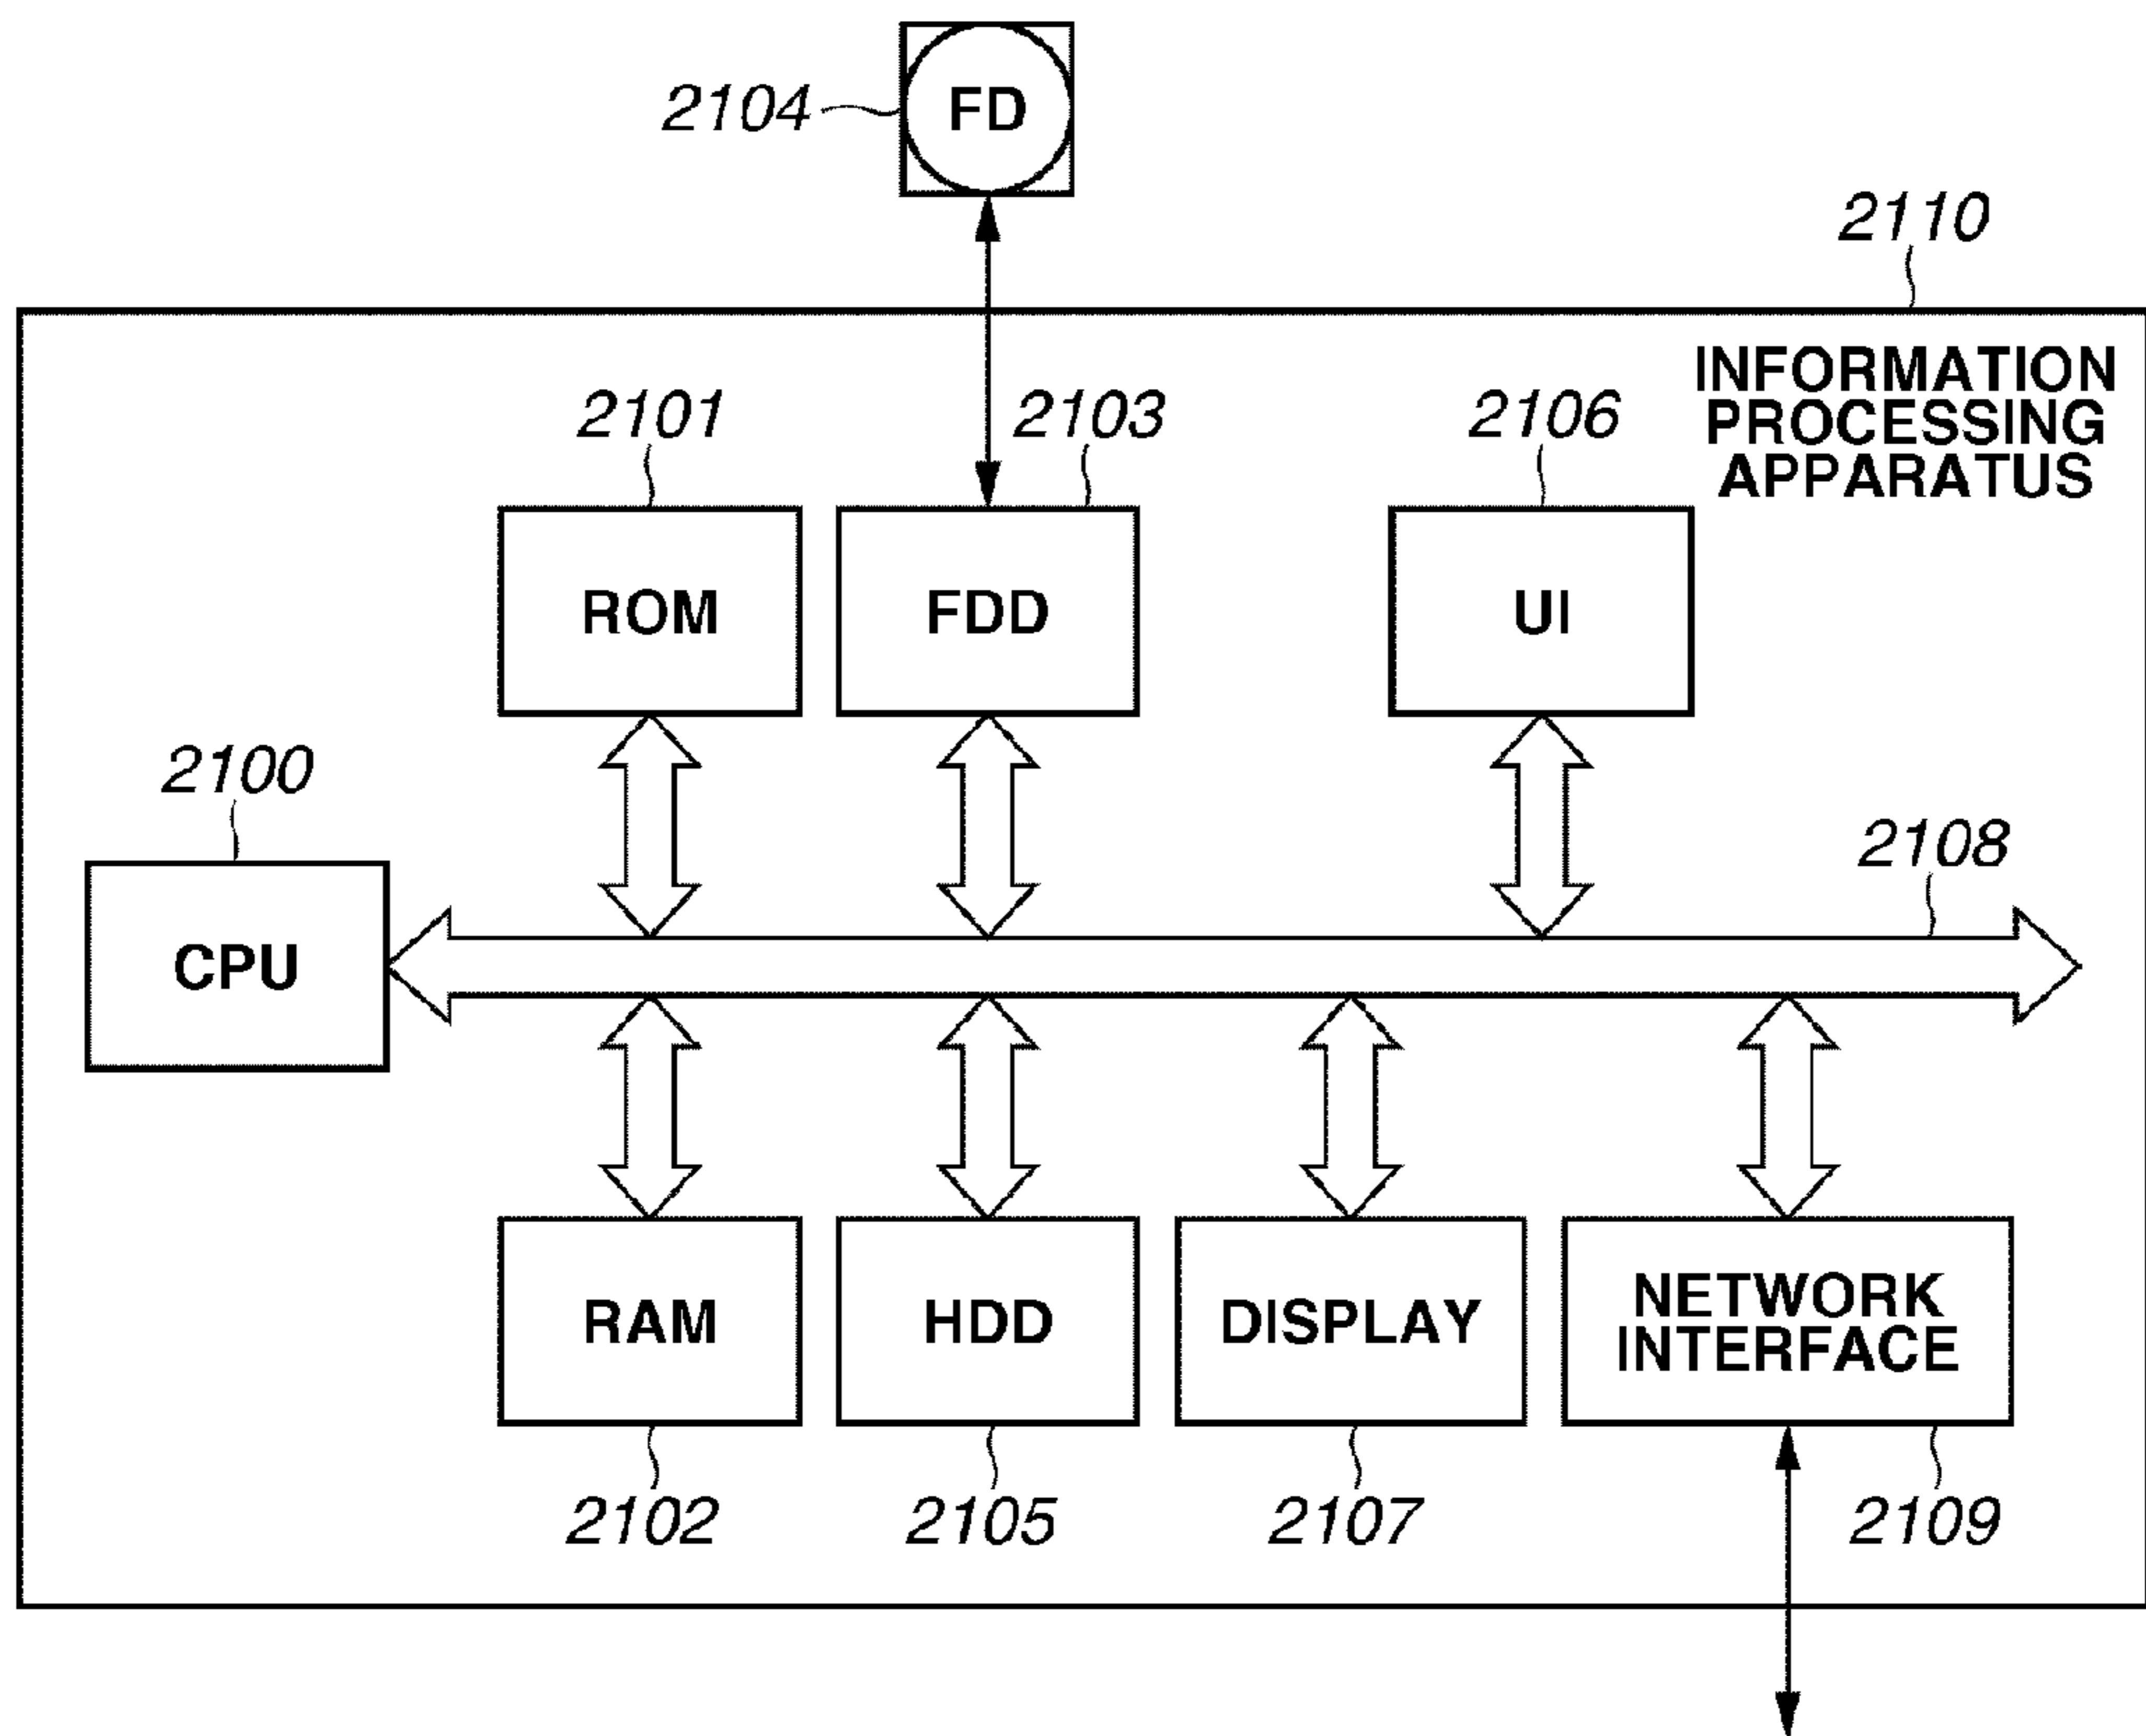 2104
FD
2110
INFORMATION
PROCESSING
APPARATUS
2101
2103
2106
ROM
FDD
UI
2100
2108
CPU
RAM
HDD
DISPLAY
NETWORK
INTERFACE
2102
2105
2107
2109